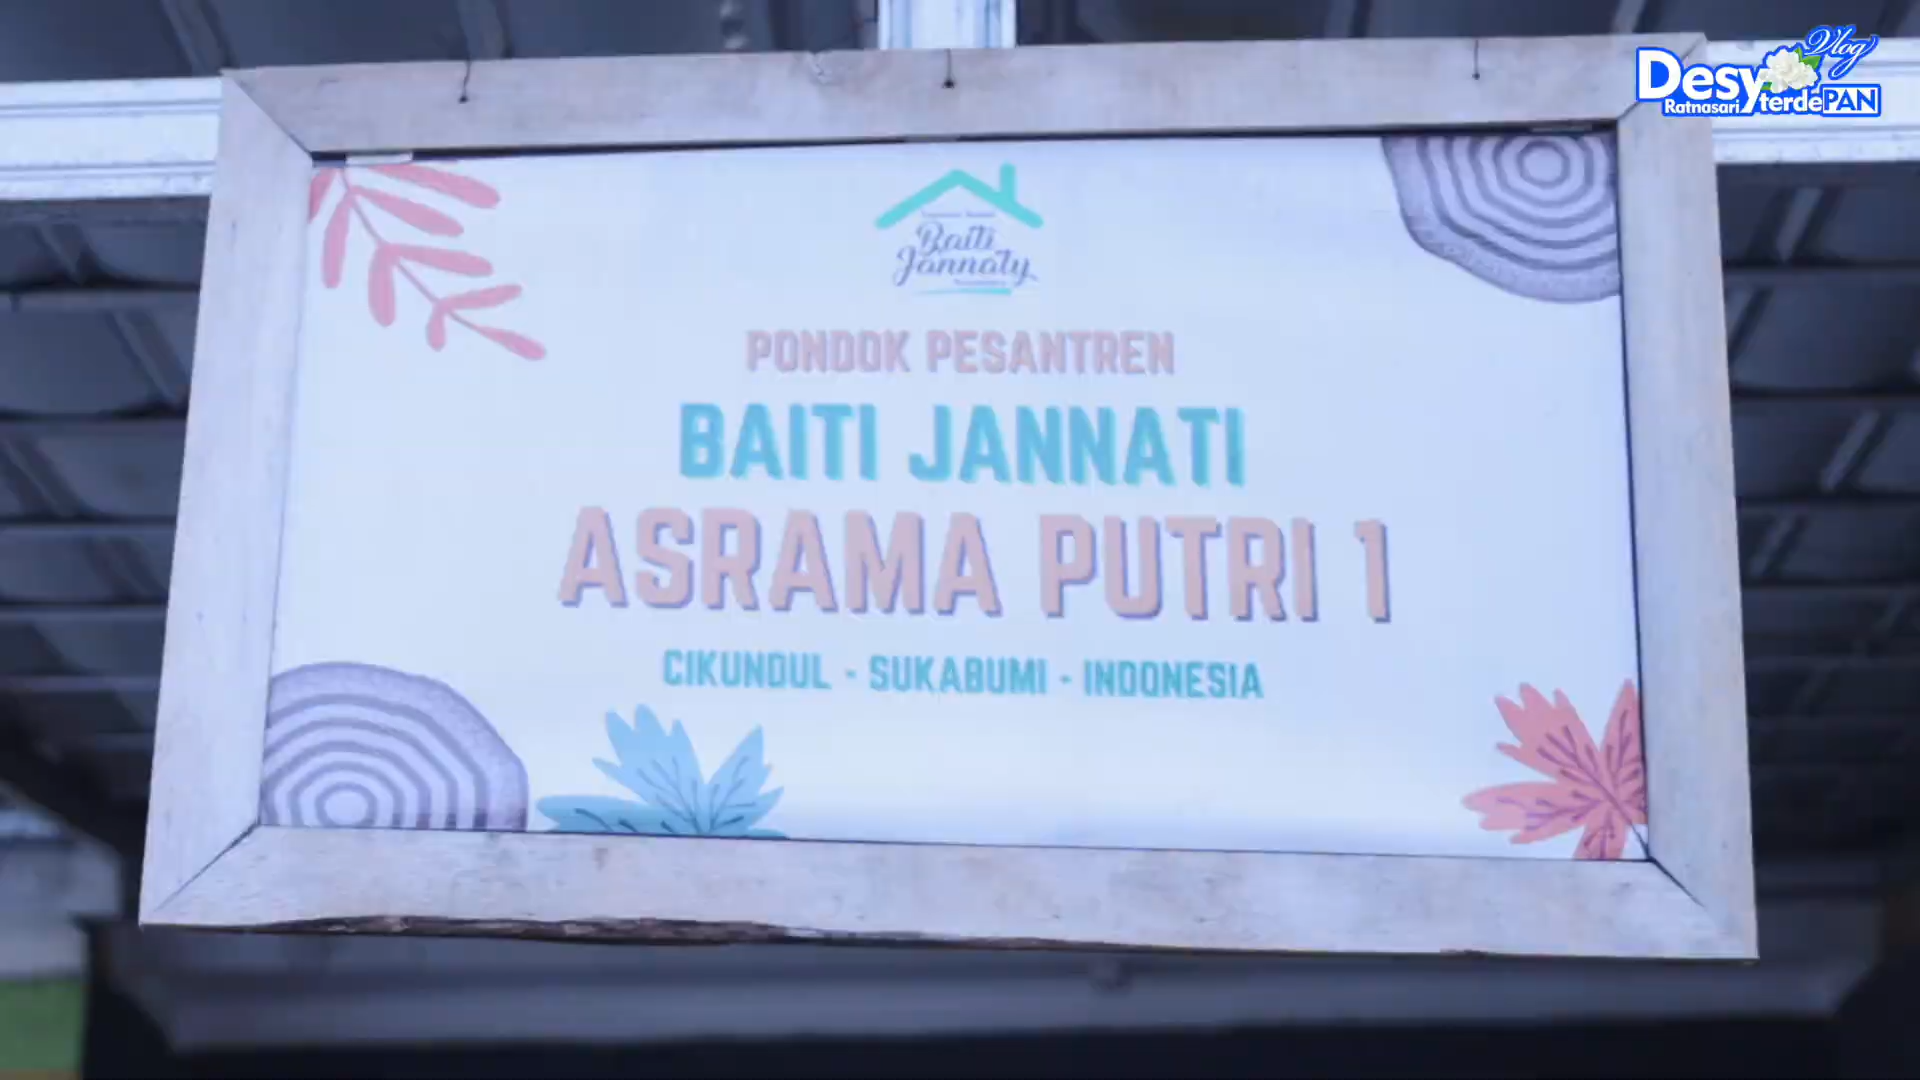 Vlog
Desy
Ratnasari terdePAN
Baiti
Jannaty
PONDOK PESANTREN
BAITI JANNATI
ASRAMA PUTRI 1
CIKUNDUL - SUKABUMI - INDONESIA